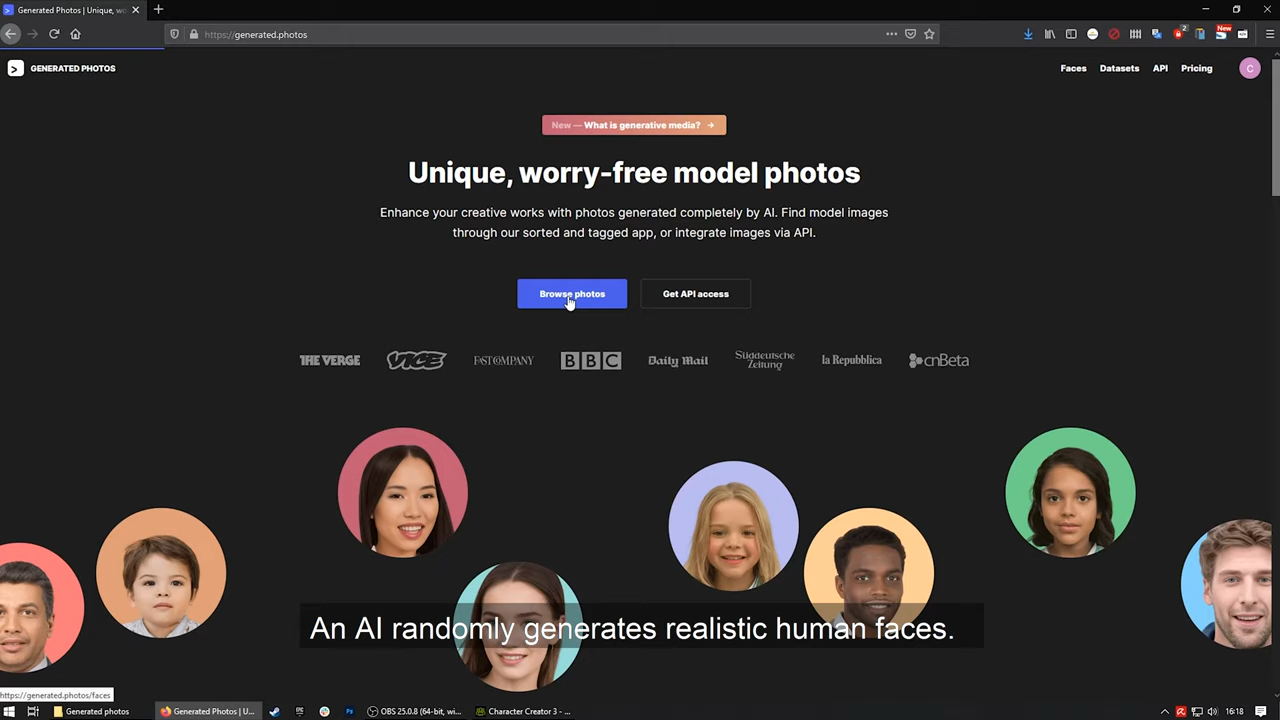 Generated Photos | Unique, wo
https://generated.photos
New
2
GENERATED PHOTOS
Faces
Datasets
API
Pricing
C
New — What is generative media? →
Unique, worry-free model photos
Enhance your creative works with photos generated completely by AI. Find model images
through our sorted and tagged app, or integrate images via API.
Browse photos
Get API access
THE VERGE
VICE
FAST COMPANY
BBC
Daily Mail
Süddeutsche
Zeitung
la Repubblica
cnBeta
An AI randomly generates realistic human faces.
https://generated.photos/faces
Generated photos
Generated Photos | U...
OBS 25.0.8 (64-bit, wi...
Character Creator 3 - ...
16:18